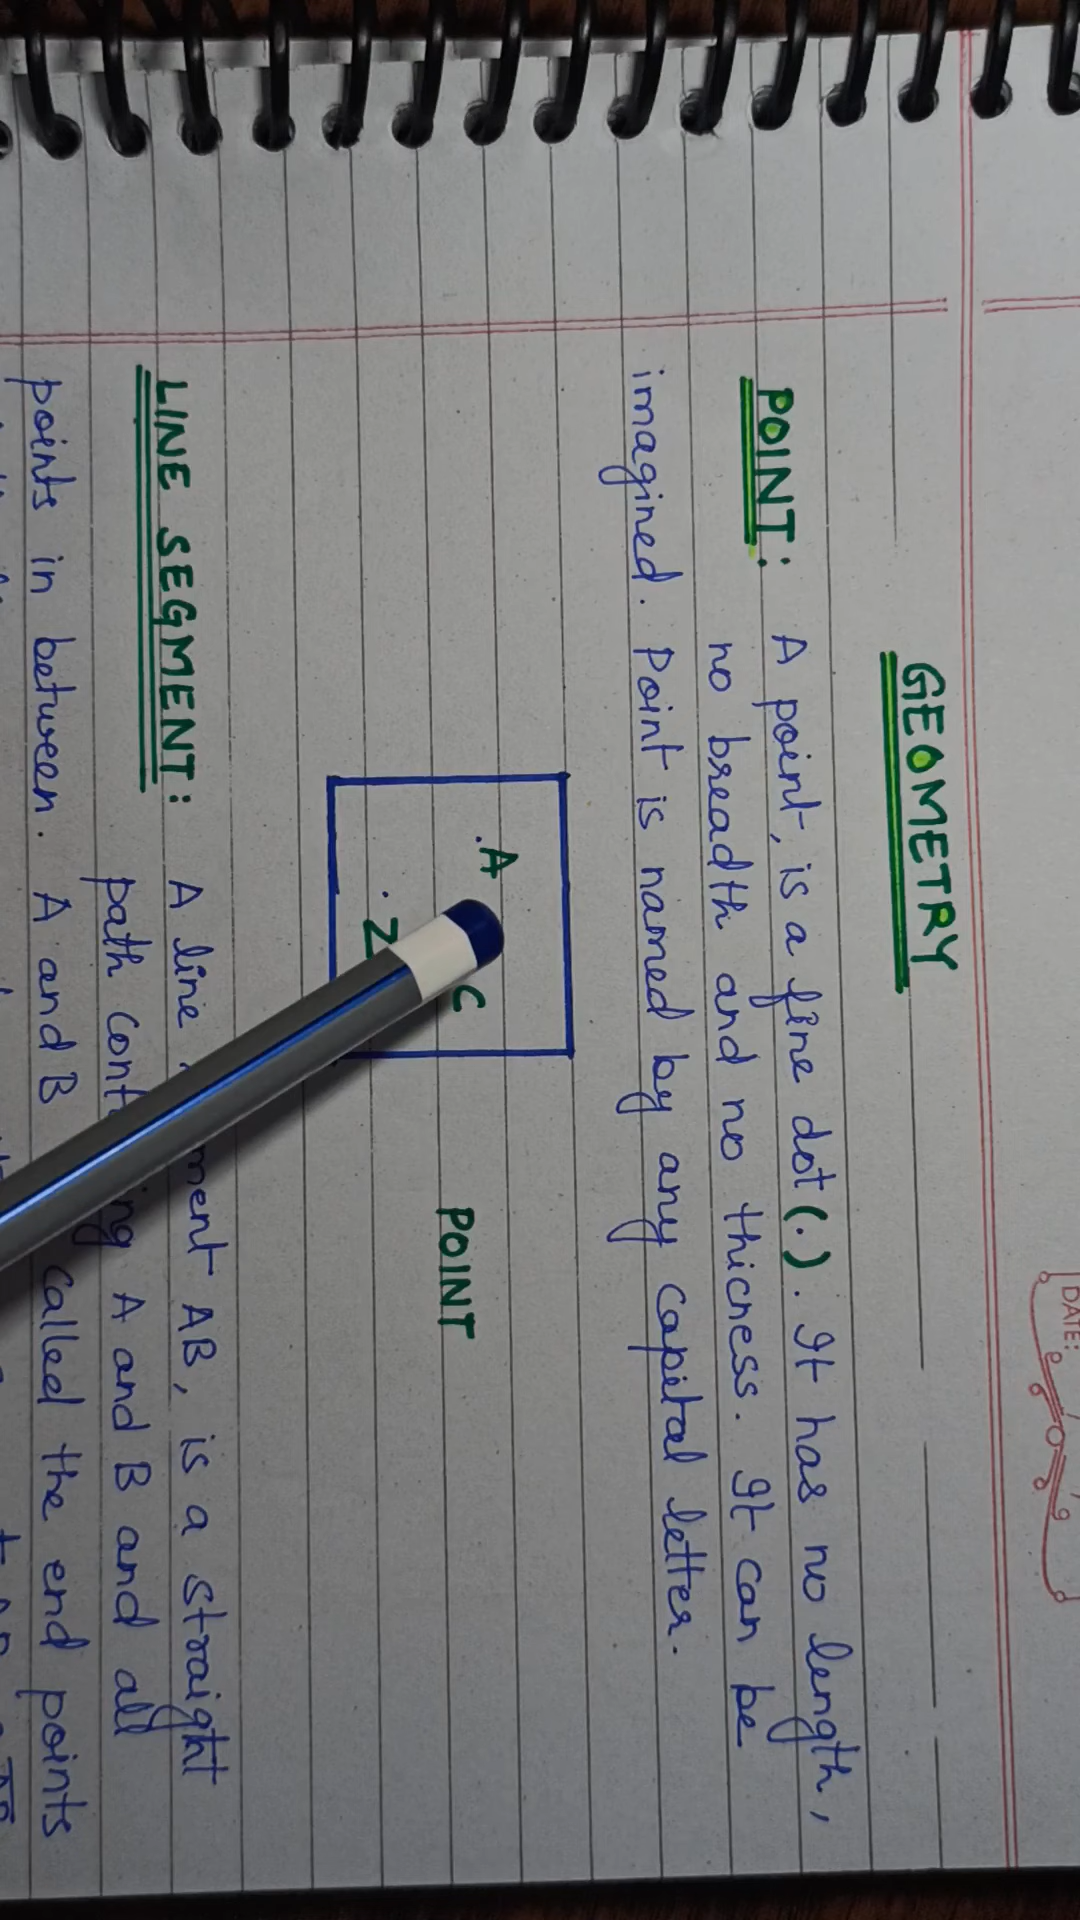 DATE:
GEOMETRY
POINT: A point, is a fine dot (.). It has no length,
no breadth and no thicness. It can be
imagined. Point is named by any capital letter.
.A
C
.Z
POINT
LINE SEGMENT: A line ment AB, is a straight
path cont ing A and B and all
points in between. A and B called the end points